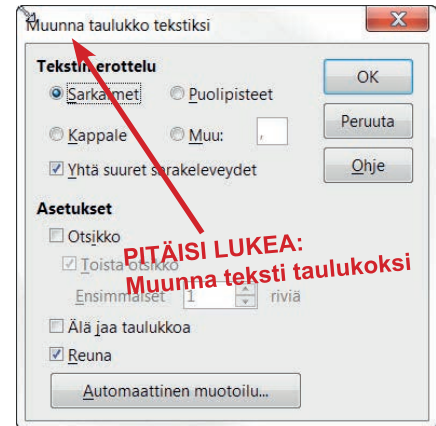 Muunna taulukko tekstiksi
Tekstin erottelu
Sarkaimet
Puolipisteet
Kappale
Muu:
,
Yhtä suuret sarakeleveydet
OK
Peruuta
Ohje
Asetukset
Otsikko
Toista otsikko
Ensimmäiset 1 riviä
Älä jaa taulukkoa
Reuna
Automaattinen muotoilu...
PITÄISI LUKEA:
Muunna teksti taulukoksi